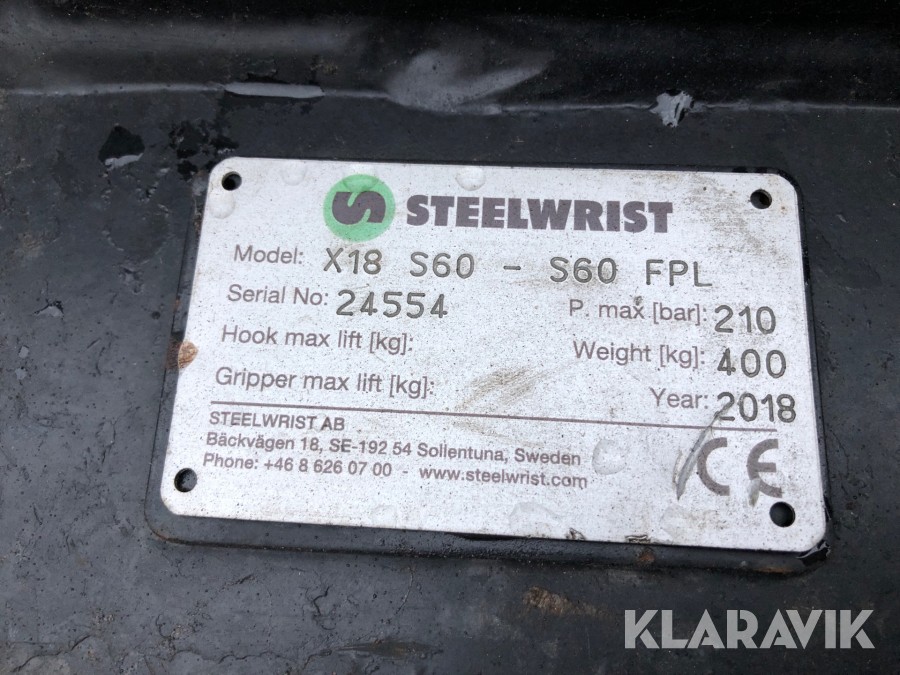 STEELWRIST
Model: X18 S60 - S60 FPL
Serial No: 24554
P. max [bar]: 210
Hook max lift [kg]:
Weight [kg]: 400
Gripper max lift [kg]:
Year: 2018
STEELWRIST AB
Bäckvägen 18, SE-192 54 Sollentuna, Sweden
Phone: +46 8 626 07 00 - www.steelwrist.com
CE
KLARAVIK